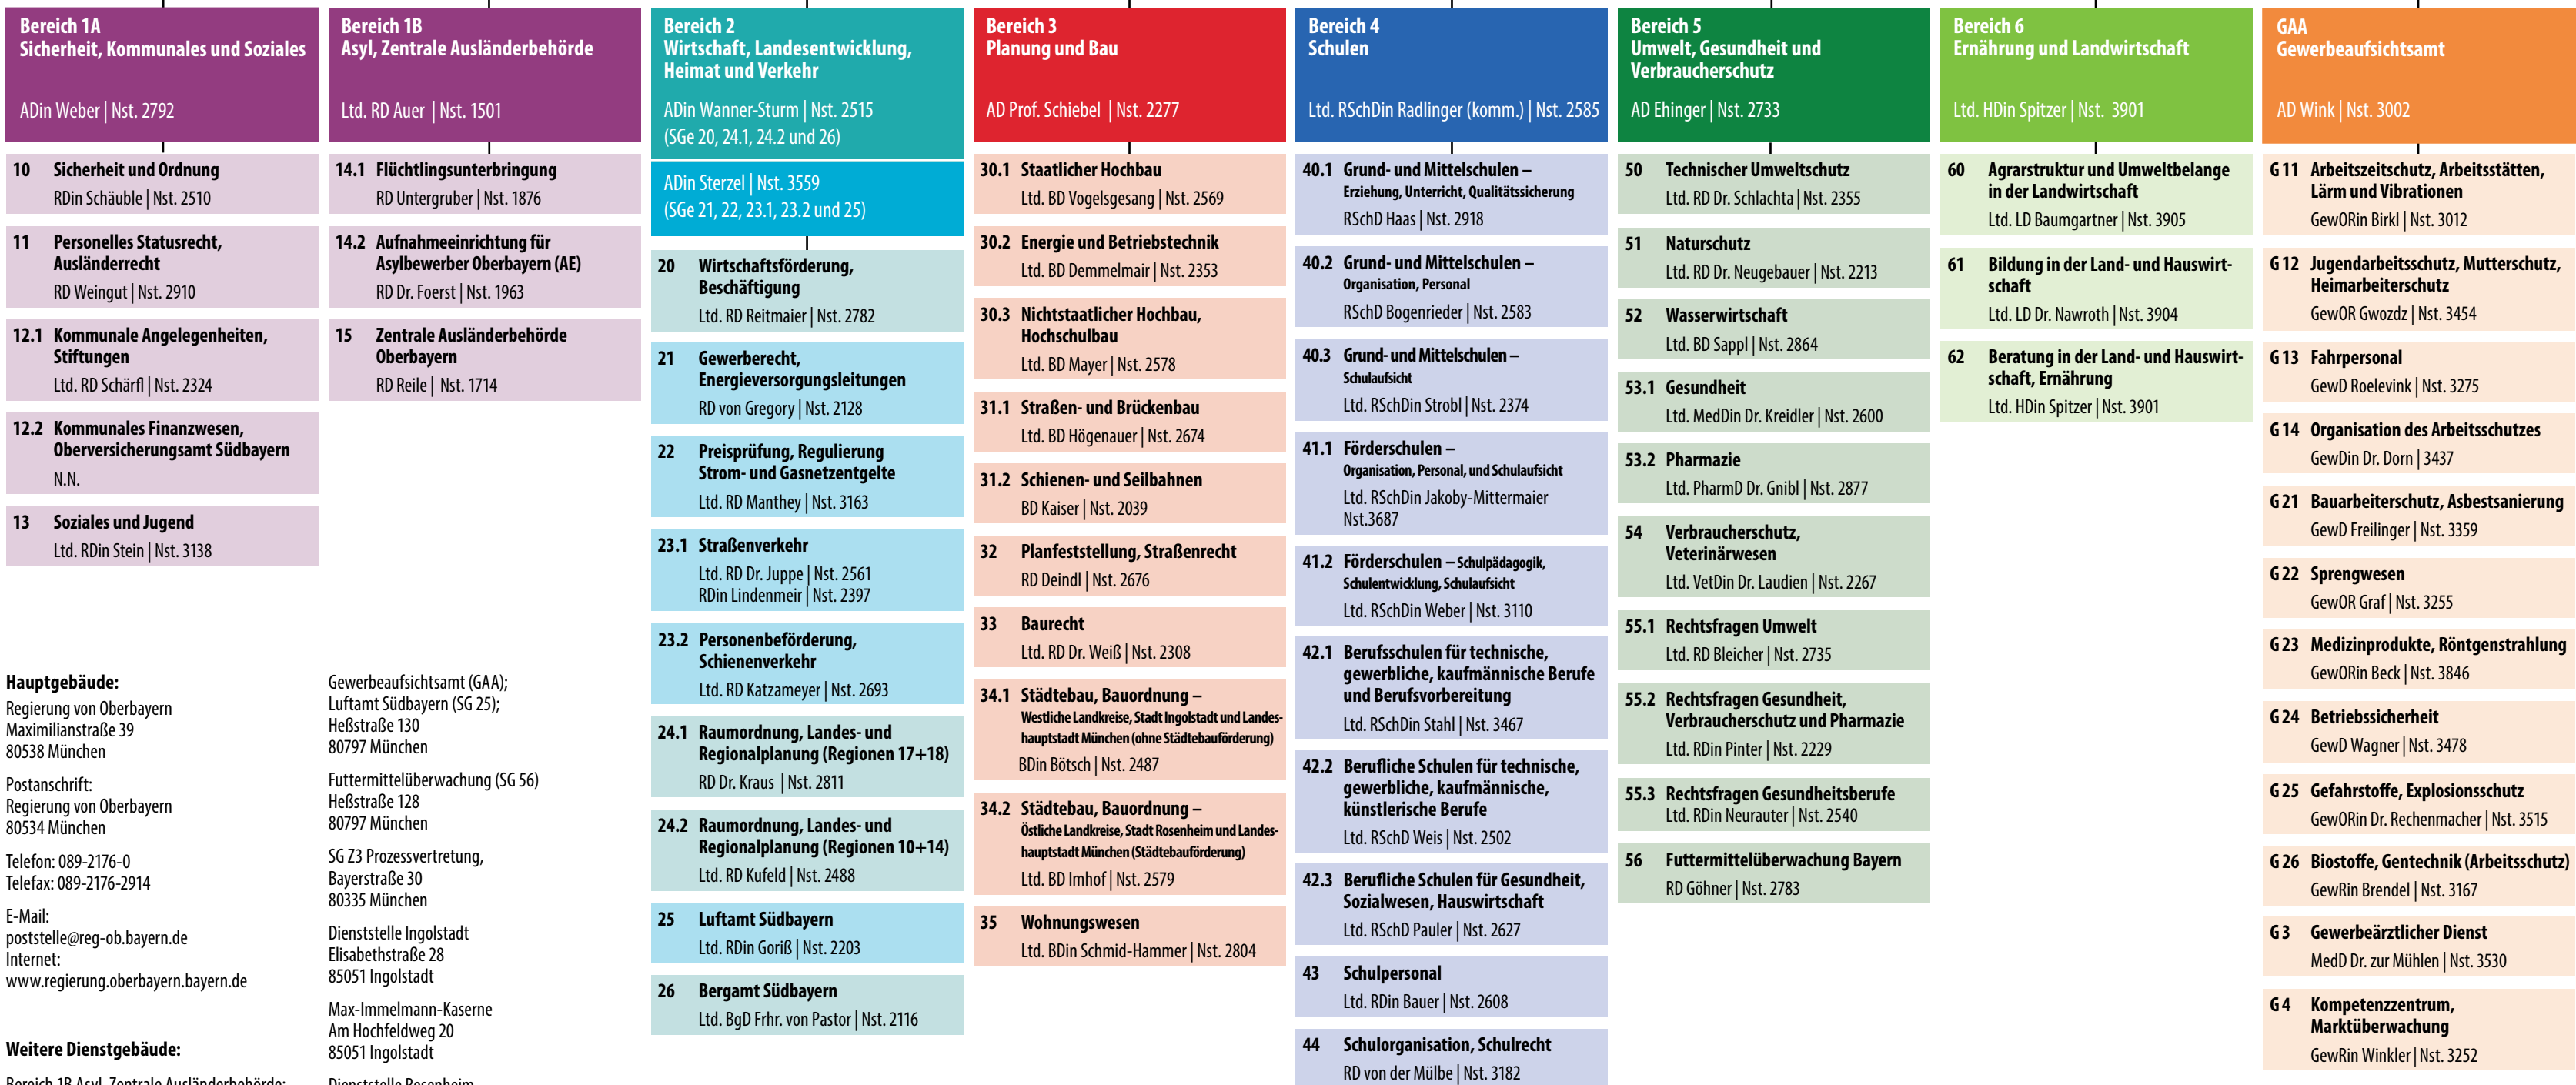 Bereich 1A
Sicherheit, Kommunales und Soziales
ADin Weber | Nst. 2792
10 Sicherheit und Ordnung
RDin Schäuble | Nst. 2510
11 Personelles Statusrecht,
Ausländerrecht
RD Weingut | Nst. 2910
12.1 Kommunale Angelegenheiten,
Stiftungen
Ltd. RD Schärfl | Nst. 2324
12.2 Kommunales Finanzwesen,
Oberversicherungsamt Südbayern
N.N.
13 Soziales und Jugend
Ltd. RDin Stein | Nst. 3138
Hauptgebäude:
Regierung von Oberbayern
Maximilianstraße 39
80538 München
Postanschrift:
Regierung von Oberbayern
80534 München
Telefon: 089-2176-0
Telefax: 089-2176-2914
E-Mail:
poststelle@reg-ob.bayern.de
Internet:
www.regierung.oberbayern.bayern.de
Weitere Dienstgebäude:
Bereich 1B Asyl, Zentrale Ausländerbehörde:
Bereich 1B
Asyl, Zentrale Ausländerbehörde
Ltd. RD Auer | Nst. 1501
14.1 Flüchtlingsunterbringung
RD Untergruber | Nst. 1876
14.2 Aufnahmeeinrichtung für
Asylbewerber Oberbayern (AE)
RD Dr. Foerst | Nst. 1963
15 Zentrale Ausländerbehörde
Oberbayern
RD Reile | Nst. 1714
Gewerbeaufsichtsamt (GAA);
Luftamt Südbayern (SG 25);
Heßstraße 130
80797 München
Futtermittelüberwachung (SG 56)
Heßstraße 128
80797 München
SG Z3 Prozessvertretung,
Bayerstraße 30
80335 München
Dienststelle Ingolstadt
Elisabethstraße 28
85051 Ingolstadt
Max-Immelmann-Kaserne
Am Hochfeldweg 20
85051 Ingolstadt
Dienststelle Rosenheim
Bereich 2
Wirtschaft, Landesentwicklung,
Heimat und Verkehr
ADin Wanner-Sturm | Nst. 2515
(SGe 20, 24.1, 24.2 und 26)
ADin Sterzel | Nst. 3559
(SGe 21, 22, 23.1, 23.2 und 25)
20 Wirtschaftsförderung,
Beschäftigung
Ltd. RD Reitmaier | Nst. 2782
21 Gewerberecht,
Energieversorgungsleitungen
RD von Gregory | Nst. 2128
22 Preisprüfung, Regulierung
Strom- und Gasnetzentgelte
Ltd. RD Manthey | Nst. 3163
23.1 Straßenverkehr
Ltd. RD Dr. Juppe | Nst. 2561
RDin Lindenmeir | Nst. 2397
23.2 Personenbeförderung,
Schienenverkehr
Ltd. RD Katzameyer | Nst. 2693
24.1 Raumordnung, Landes- und
Regionalplanung (Regionen 17+18)
RD Dr. Kraus | Nst. 2811
24.2 Raumordnung, Landes- und
Regionalplanung (Regionen 10+14)
Ltd. RD Kufeld | Nst. 2488
25 Luftamt Südbayern
Ltd. RDin Goriß | Nst. 2203
26 Bergamt Südbayern
Ltd. BgD Frhr. von Pastor | Nst. 2116
Bereich 3
Planung und Bau
AD Prof. Schiebel | Nst. 2277
30.1 Staatlicher Hochbau
Ltd. BD Vogelsgesang | Nst. 2569
30.2 Energie und Betriebstechnik
Ltd. BD Demmelmair | Nst. 2353
30.3 Nichtstaatlicher Hochbau,
Hochschulbau
Ltd. BD Mayer | Nst. 2578
31.1 Straßen- und Brückenbau
Ltd. BD Högenauer | Nst. 2674
31.2 Schienen- und Seilbahnen
BD Kaiser | Nst. 2039
32 Planfeststellung, Straßenrecht
RD Deindl | Nst. 2676
33 Baurecht
Ltd. RD Dr. Weiß | Nst. 2308
34.1 Städtebau, Bauordnung –
Westliche Landkreise, Stadt Ingolstadt und Landes-
hauptstadt München (ohne Städtebauförderung)
BDin Bötsch | Nst. 2487
34.2 Städtebau, Bauordnung –
Östliche Landkreise, Stadt Rosenheim und Landes-
hauptstadt München (Städtebauförderung)
Ltd. BD Imhof | Nst. 2579
35 Wohnungswesen
Ltd. BDin Schmid-Hammer | Nst. 2804
Bereich 4
Schulen
Ltd. RSchDin Radlinger (komm.) | Nst. 2585
40.1 Grund- und Mittelschulen –
Erziehung, Unterricht, Qualitätssicherung
RSchD Haas | Nst. 2918
40.2 Grund- und Mittelschulen –
Organisation, Personal
RSchD Bogenrieder | Nst. 2583
40.3 Grund- und Mittelschulen –
Schulaufsicht
Ltd. RSchDin Strobl | Nst. 2374
41.1 Förderschulen –
Organisation, Personal, und Schulaufsicht
Ltd. RSchDin Jakoby-Mittermaier
Nst.3687
41.2 Förderschulen – Schulpädagogik,
Schulentwicklung, Schulaufsicht
Ltd. RSchDin Weber | Nst. 3110
42.1 Berufsschulen für technische,
gewerbliche, kaufmännische Berufe
und Berufsvorbereitung
Ltd. RSchDin Stahl | Nst. 3467
42.2 Berufliche Schulen für technische,
gewerbliche, kaufmännische,
künstlerische Berufe
Ltd. RSchD Weis | Nst. 2502
42.3 Berufliche Schulen für Gesundheit,
Sozialwesen, Hauswirtschaft
Ltd. RSchD Pauler | Nst. 2627
43 Schulpersonal
Ltd. RDin Bauer | Nst. 2608
44 Schulorganisation, Schulrecht
RD von der Mülbe | Nst. 3182
Bereich 5
Umwelt, Gesundheit und
Verbraucherschutz
AD Ehinger | Nst. 2733
50 Technischer Umweltschutz
Ltd. RD Dr. Schlachta | Nst. 2355
51 Naturschutz
Ltd. RD Dr. Neugebauer | Nst. 2213
52 Wasserwirtschaft
Ltd. BD Sappl | Nst. 2864
53.1 Gesundheit
Ltd. MedDin Dr. Kreidler | Nst. 2600
53.2 Pharmazie
Ltd. PharmD Dr. Gnibl | Nst. 2877
54 Verbraucherschutz,
Veterinärwesen
Ltd. VetDin Dr. Laudien | Nst. 2267
55.1 Rechtsfragen Umwelt
Ltd. RD Bleicher | Nst. 2735
55.2 Rechtsfragen Gesundheit,
Verbraucherschutz und Pharmazie
Ltd. RDin Pinter | Nst. 2229
55.3 Rechtsfragen Gesundheitsberufe
Ltd. RDin Neurauter | Nst. 2540
56 Futtermittelüberwachung Bayern
RD Göhner | Nst. 2783
Bereich 6
Ernährung und Landwirtschaft
Ltd. HDin Spitzer | Nst. 3901
60 Agrarstruktur und Umweltbelange
in der Landwirtschaft
Ltd. LD Baumgartner | Nst. 3905
61 Bildung in der Land- und Hauswirt-
schaft
Ltd. LD Dr. Nawroth | Nst. 3904
62 Beratung in der Land- und Hauswirt-
schaft, Ernährung
Ltd. HDin Spitzer | Nst. 3901
GAA
Gewerbeaufsichtsamt
AD Wink | Nst. 3002
G 11 Arbeitszeitschutz, Arbeitsstätten,
Lärm und Vibrationen
GewORin Birkl | Nst. 3012
G 12 Jugendarbeitsschutz, Mutterschutz,
Heimarbeiterschutz
GewOR Gwozdz | Nst. 3454
G 13 Fahrpersonal
GewD Roelevink | Nst. 3275
G 14 Organisation des Arbeitsschutzes
GewDin Dr. Dorn | 3437
G 21 Bauarbeiterschutz, Asbestsanierung
GewD Freilinger | Nst. 3359
G 22 Sprengwesen
GewOR Graf | Nst. 3255
G 23 Medizinprodukte, Röntgenstrahlung
GewORin Beck | Nst. 3846
G 24 Betriebssicherheit
GewD Wagner | Nst. 3478
G 25 Gefahrstoffe, Explosionsschutz
GewORin Dr. Rechenmacher | Nst. 3515
G 26 Biostoffe, Gentechnik (Arbeitsschutz)
GewRin Brendel | Nst. 3167
G 3 Gewerbeärztlicher Dienst
MedD Dr. zur Mühlen | Nst. 3530
G 4 Kompetenzzentrum,
Marktüberwachung
GewRin Winkler | Nst. 3252